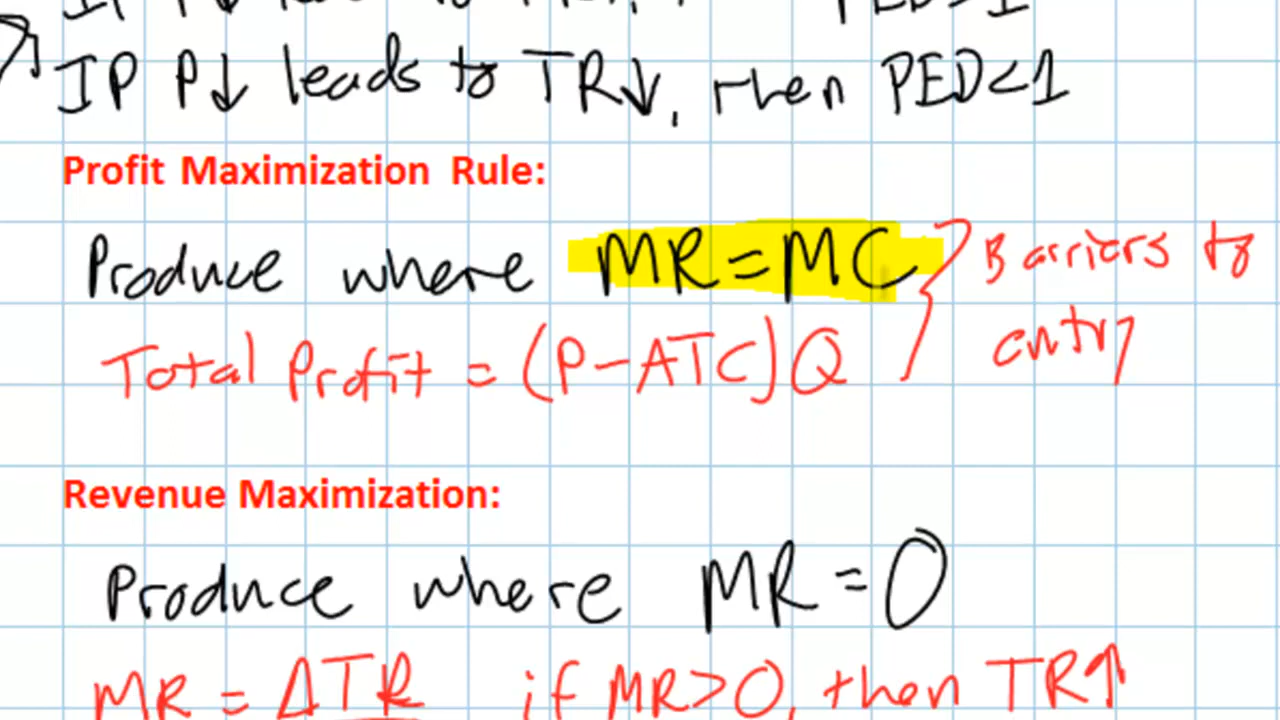 IP P↓ leads to TR↓, then PED<1
Profit Maximization Rule:
Produce where MR=MC } Barriers to entry
Total Profit = (P-ATC)Q
Revenue Maximization:
Produce where MR=0
MR = ΔTR if MR>0, then TR↑